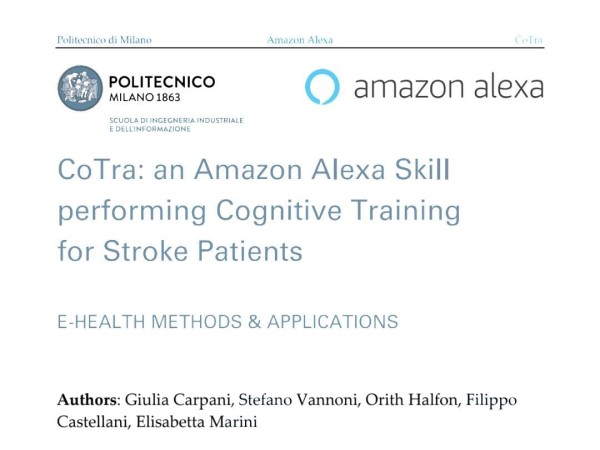 Politecnico di Milano Amazon Alexa CoTra
POLITECNICO
MILANO 1863
SCUOLA DI INGEGNERIA INDUSTRIALE
E DELL'INFORMAZIONE
amazon alexa
CoTra: an Amazon Alexa Skill
performing Cognitive Training
for Stroke Patients
E-HEALTH METHODS & APPLICATIONS
Authors: Giulia Carpani, Stefano Vannoni, Orith Halfon, Filippo
Castellani, Elisabetta Marini